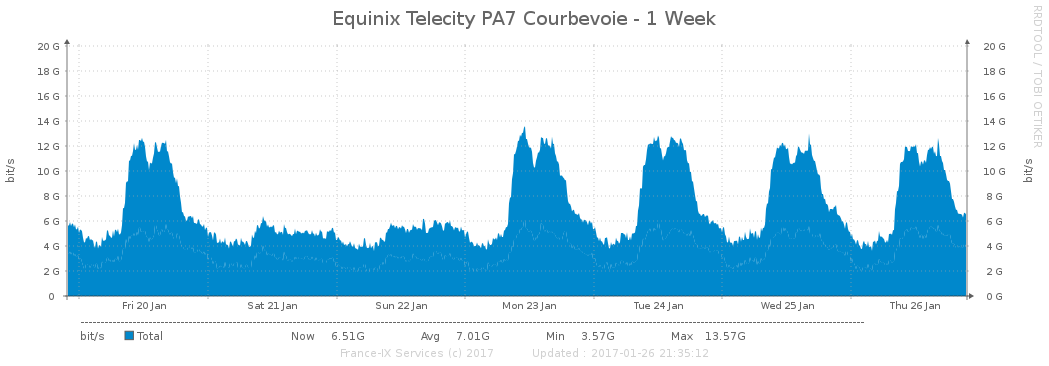 Equinix Telecity PA7 Courbevoie - 1 Week
RRDTOOL / TOBI OETIKER
bit/s
bit/s
20 G 20 G
18 G 18 G
16 G 16 G
14 G 14 G
12 G 12 G
10 G 10 G
8 G 8 G
6 G 6 G
4 G 4 G
2 G 2 G
0 0 G
Fri 20 Jan Sat 21 Jan Sun 22 Jan Mon 23 Jan Tue 24 Jan Wed 25 Jan Thu 26 Jan
bit/s Total Now 6.51G Avg 7.01G Min 3.57G Max 13.57G
France-IX Services (c) 2017 Updated : 2017-01-26 21:35:12